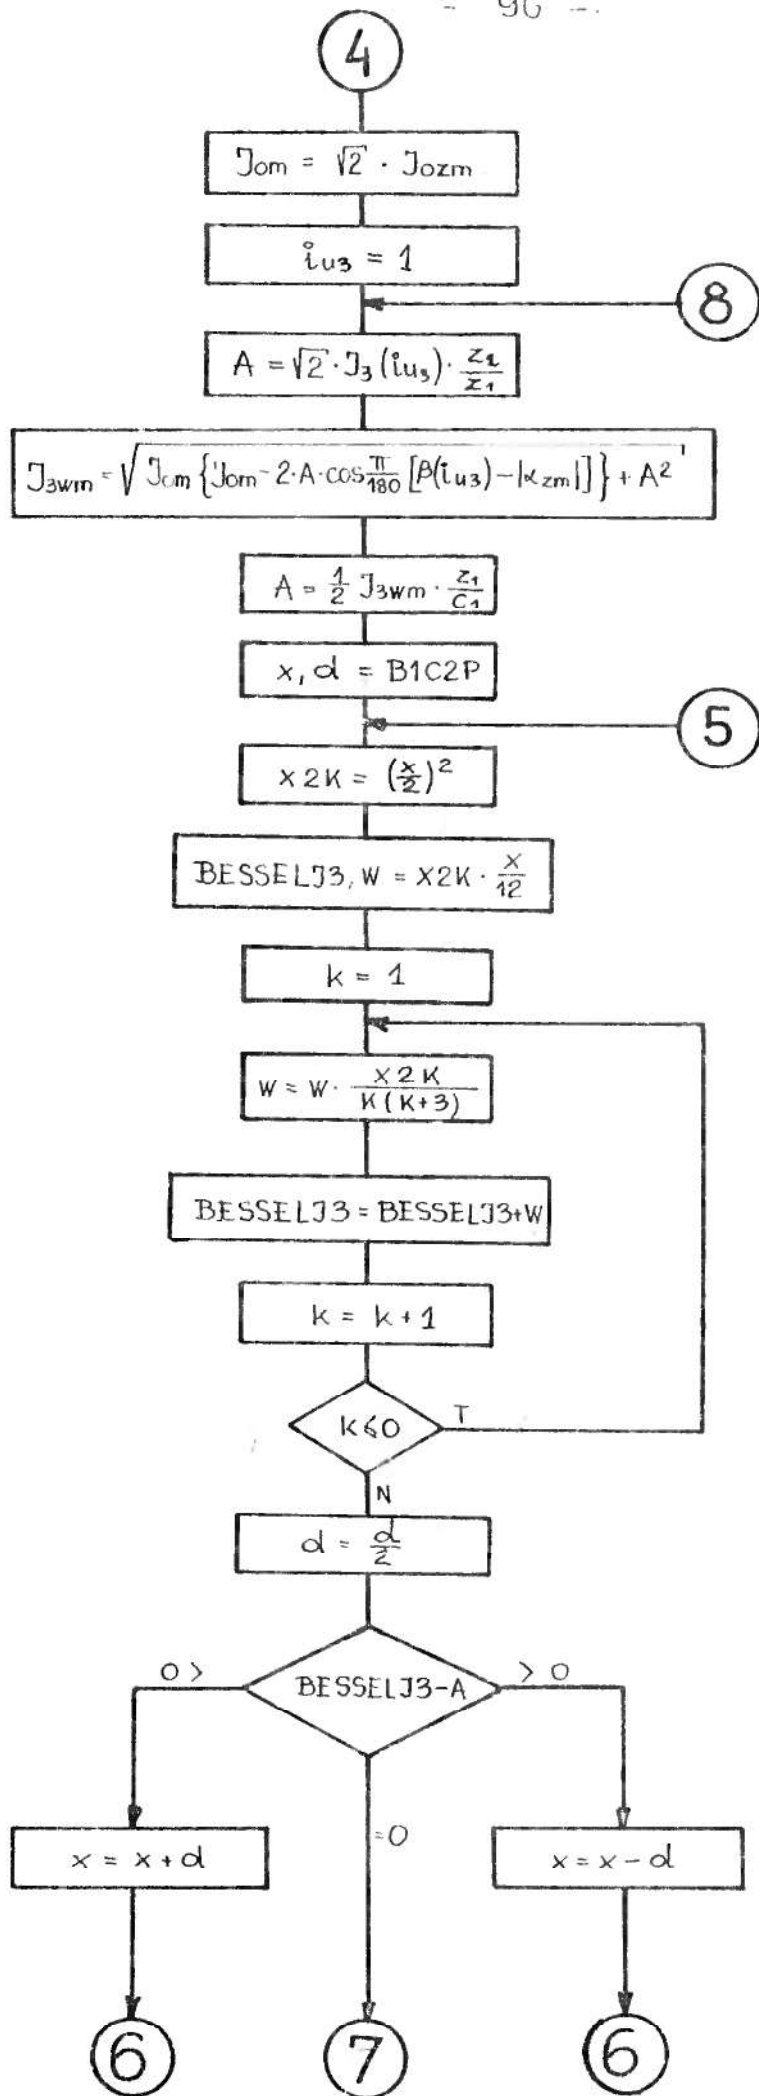 - 96 -
4
Jom = √2 · Jozm
iu3 = 1
8
A = √2 · J3(iu3) · z2/z1
J3wm = √(Jom {Jom - 2·A·cos π/180 [β(iu3) - |αzm|]} + A²)
A = 1/2 J3wm · z1/C1
x, d = B1C2P
5
x2K = (x/2)²
BESSELJ3, W = X2K · X/12
k = 1
W = W · X2K/K(K+3)
BESSELJ3 = BESSELJ3+W
k = k + 1
K≤0
T
N
d = d/2
0 >
BESSELJ3-A
> 0
x = x + d
=0
x = x - d
6
7
6